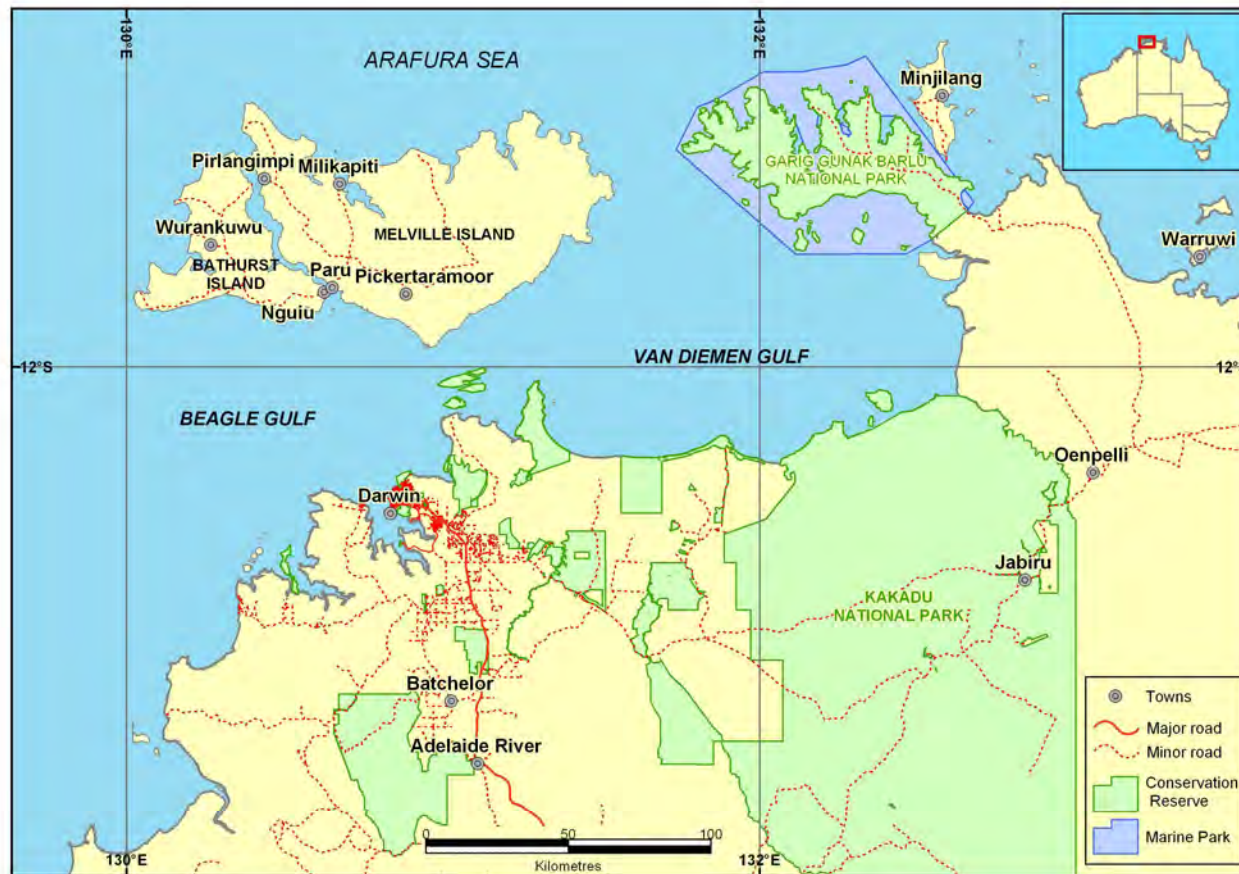 130°E
132°E
ARAFURA SEA
Minjilang
Pirlangimpi
Milikapiti
GARIG GUNAK BARLU
NATIONAL PARK
Wurankuwu
MELVILLE ISLAND
Warruwi
BATHURST
ISLAND
Paru
Pickertaramoor
Nguiu
VAN DIEMEN GULF
12°S
12°
BEAGLE GULF
Oenpelli
Darwin
Jabiru
KAKADU
NATIONAL PARK
Batchelor
Adelaide River
Towns
Major road
Minor road
Conservation
Reserve
Marine Park
0
50
100
Kilometres
130°E
132°E